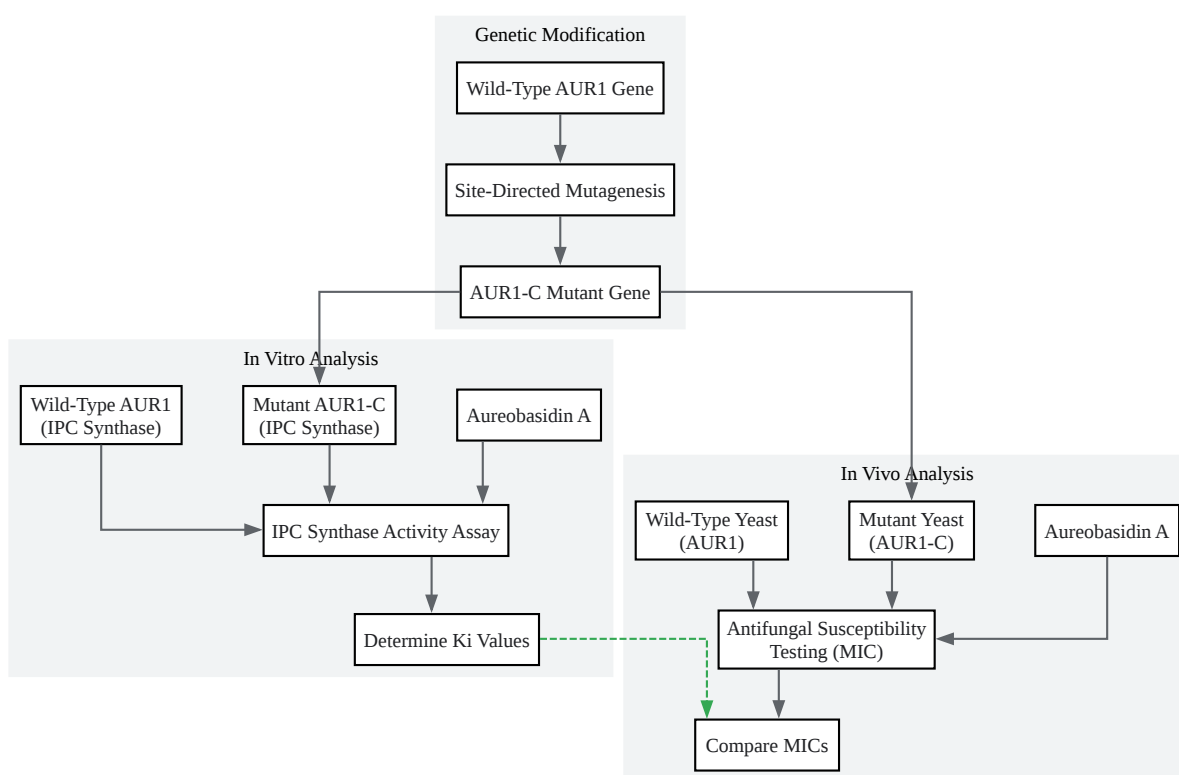 Genetic Modification
Wild-Type AUR1 Gene
Site-Directed Mutagenesis
AUR1-C Mutant Gene
In Vitro Analysis
Wild-Type AUR1
(IPC Synthase)
Mutant AUR1-C
(IPC Synthase)
Aureobasidin A
IPC Synthase Activity Assay
Determine Ki Values
In Vivo Analysis
Wild-Type Yeast
(AUR1)
Mutant Yeast
(AUR1-C)
Aureobasidin A
Antifungal Susceptibility
Testing (MIC)
Compare MICs